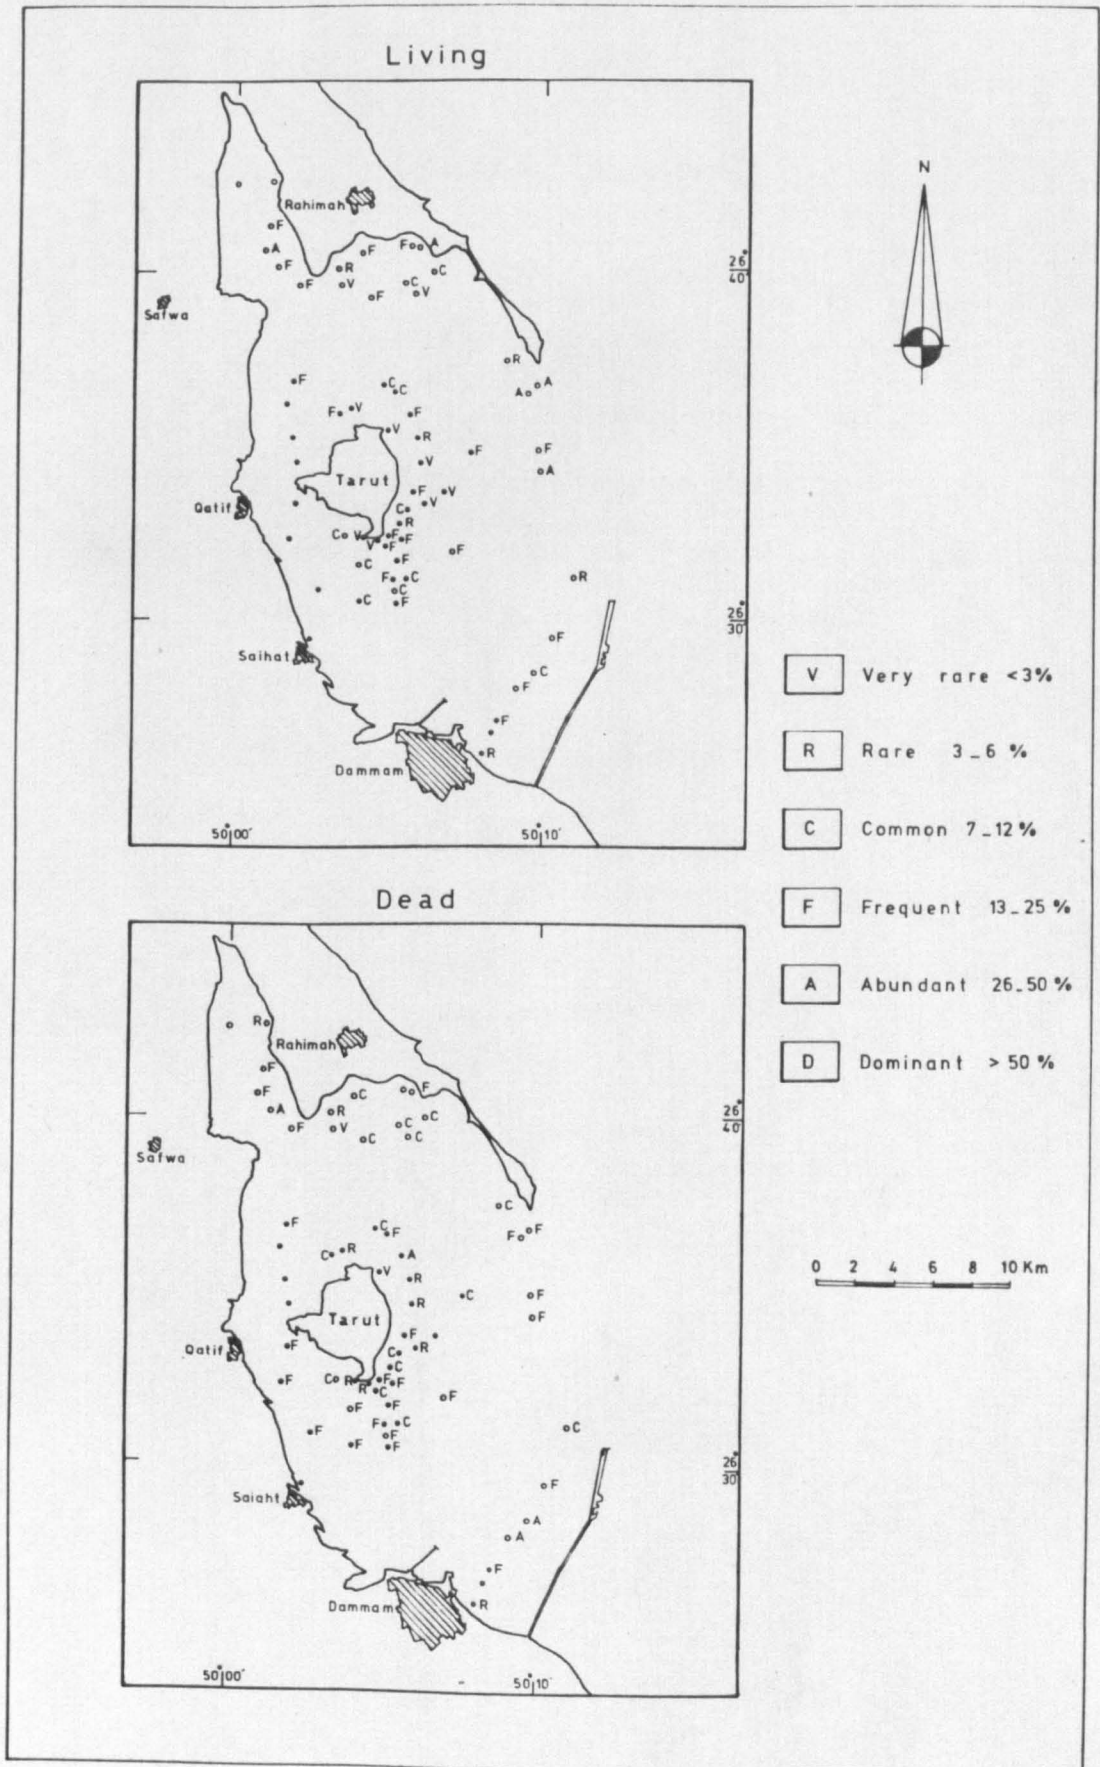 Living
Rahimah
F
F
A
A
F
F
R
C
F
V
C
V
F
26°
40'
Safwa
R
A
A
F
C
C
F
V
F
V
R
F
F
V
A
Tarut
F
V
Qatif
C
V
R
C
V
F
F
V
F
F
F
C
F
C
R
C
C
F
26°
30'
F
Saihat
C
F
F
R
Dammam
50°00'
50°10'
N
V Very rare <3%
R Rare 3_6 %
C Common 7_12 %
F Frequent 13_25 %
A Abundant 26_50 %
D Dominant > 50 %
0 2 4 6 8 10 Km
Dead
R
Rahimah
F
F
F
C
A
R
C
26°
40'
F
V
C
C
C
Safwa
C
F
C
F
F
F
C
R
A
V
R
C
F
R
F
Tarut
F
Qatif
F
R
C
C
F
C
R
F
F
R
C
F
F
F
F
C
C
F
F
F
F
26°
30'
F
Saiaht
A
A
F
Dammam
R
50°00'
50°10'